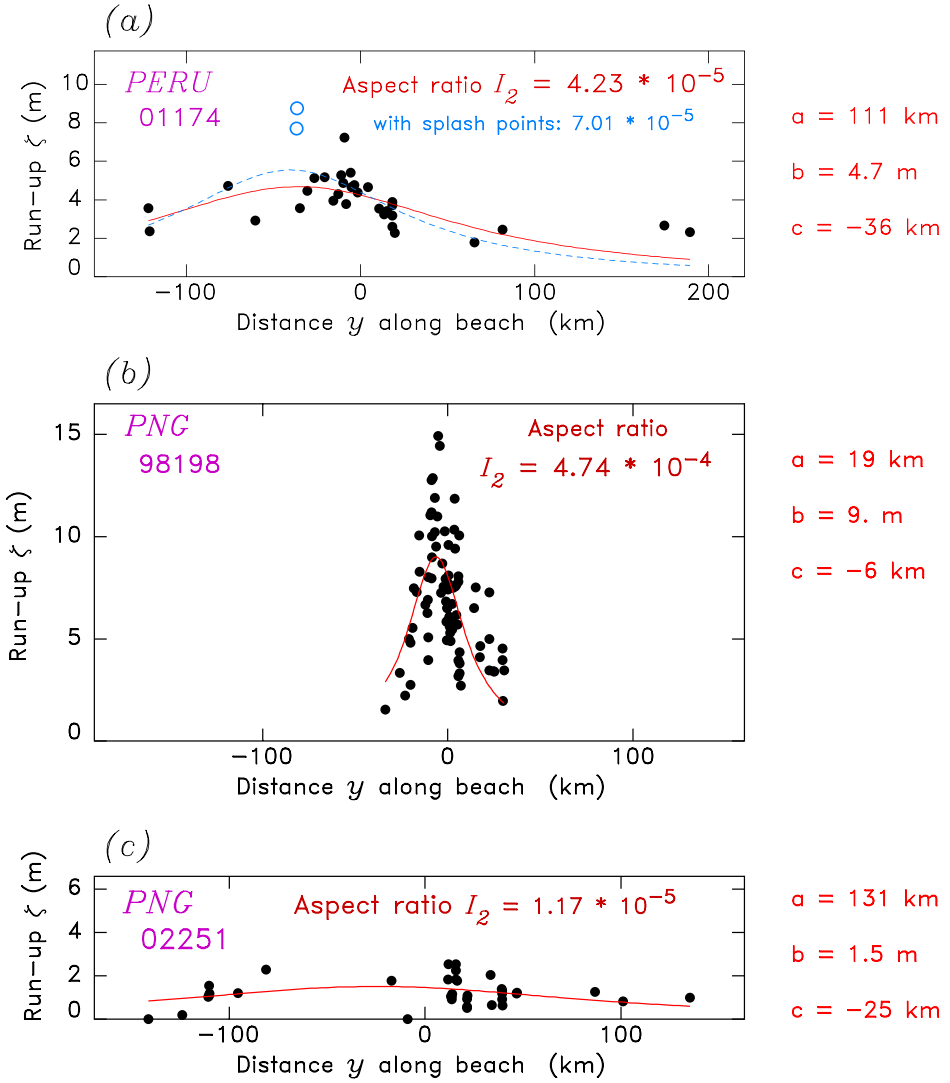 (a)
PERU
01174
Aspect ratio I2 = 4.23 * 10−5
with splash points: 7.01 * 10−5
a = 111 km
b = 4.7 m
c = −36 km
Run−up ζ (m)
10
8
6
4
2
0
−100 0 100 200
Distance y along beach (km)
(b)
PNG
98198
Aspect ratio
I2 = 4.74 * 10−4
a = 19 km
b = 9. m
c = −6 km
Run−up ζ (m)
15
10
5
0
−100 0 100
Distance y along beach (km)
(c)
PNG
02251
Aspect ratio I2 = 1.17 * 10−5
a = 131 km
b = 1.5 m
c = −25 km
Run−up ζ (m)
6
4
2
0
−100 0 100
Distance y along beach (km)